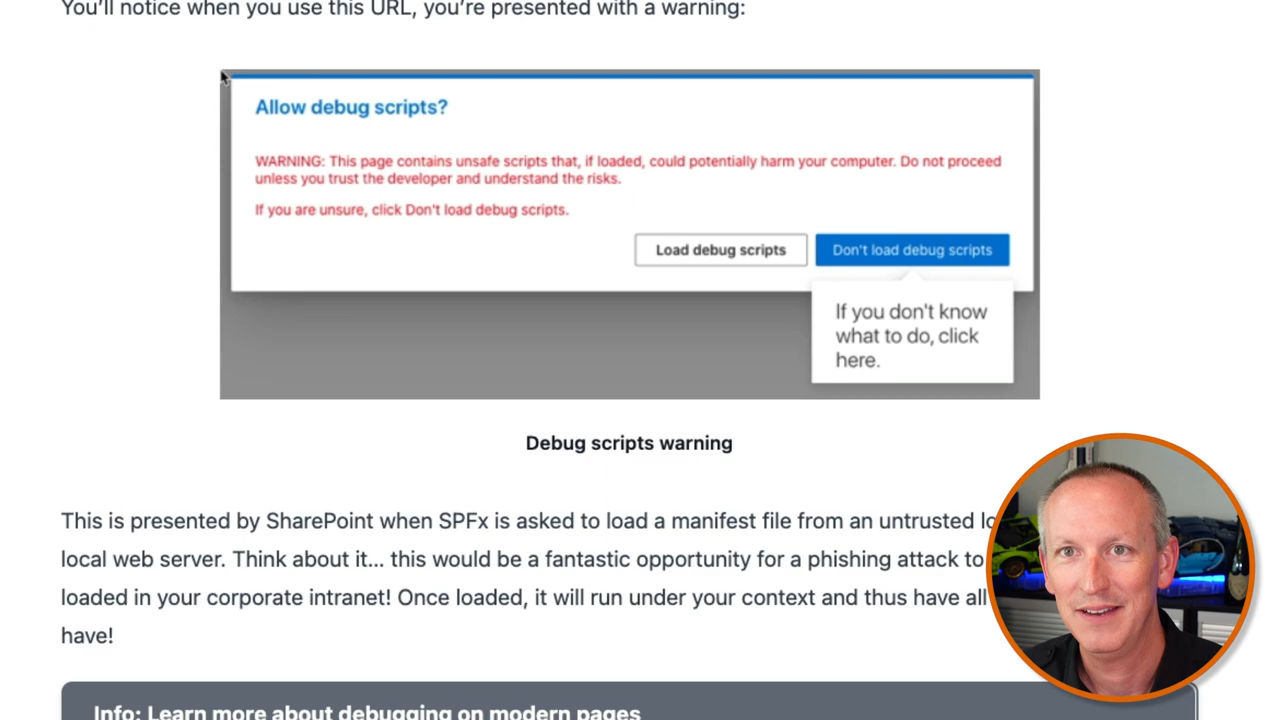 You'll notice when you use this URL, you're presented with a warning:
Allow debug scripts?
WARNING: This page contains unsafe scripts that, if loaded, could potentially harm your computer. Do not proceed
unless you trust the developer and understand the risks.
If you are unsure, click Don't load debug scripts.
Load debug scripts
Don't load debug scripts
If you don't know
what to do, click
here.
Debug scripts warning
This is presented by SharePoint when SPFx is asked to load a manifest file from an untrusted
local web server. Think about it... this would be a fantastic opportunity for a phishing attack to
loaded in your corporate intranet! Once loaded, it will run under your context and thus have all
have!
Info: Learn more about debugging on modern pages